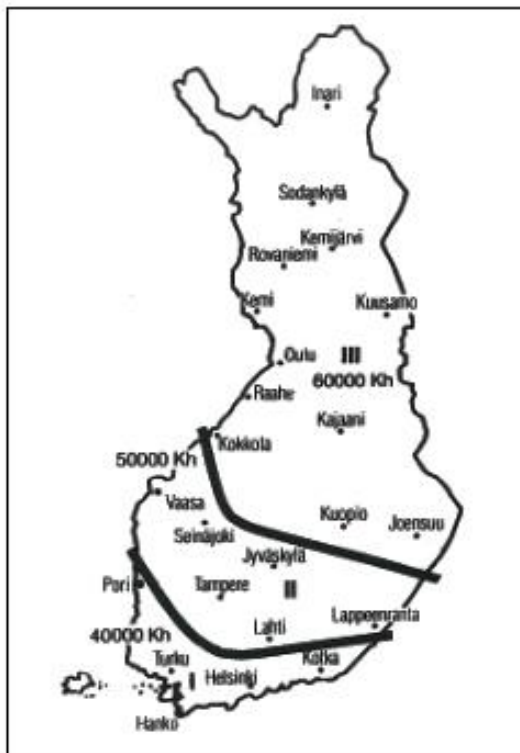 Inari
Sodankylä
Kemijärvi
Rovaniemi
Kemi
Kuusamo
Oulu
III
60000 Kh
Raahe
Kajaani
Kokkola
50000 Kh
Vaasa
Kuopio
Joensuu
Seinäjoki
Jyväskylä
Pori
Tampere
II
Lappeenranta
40000 Kh
Lahti
Turku
Kotka
I
Helsinki
Hanko